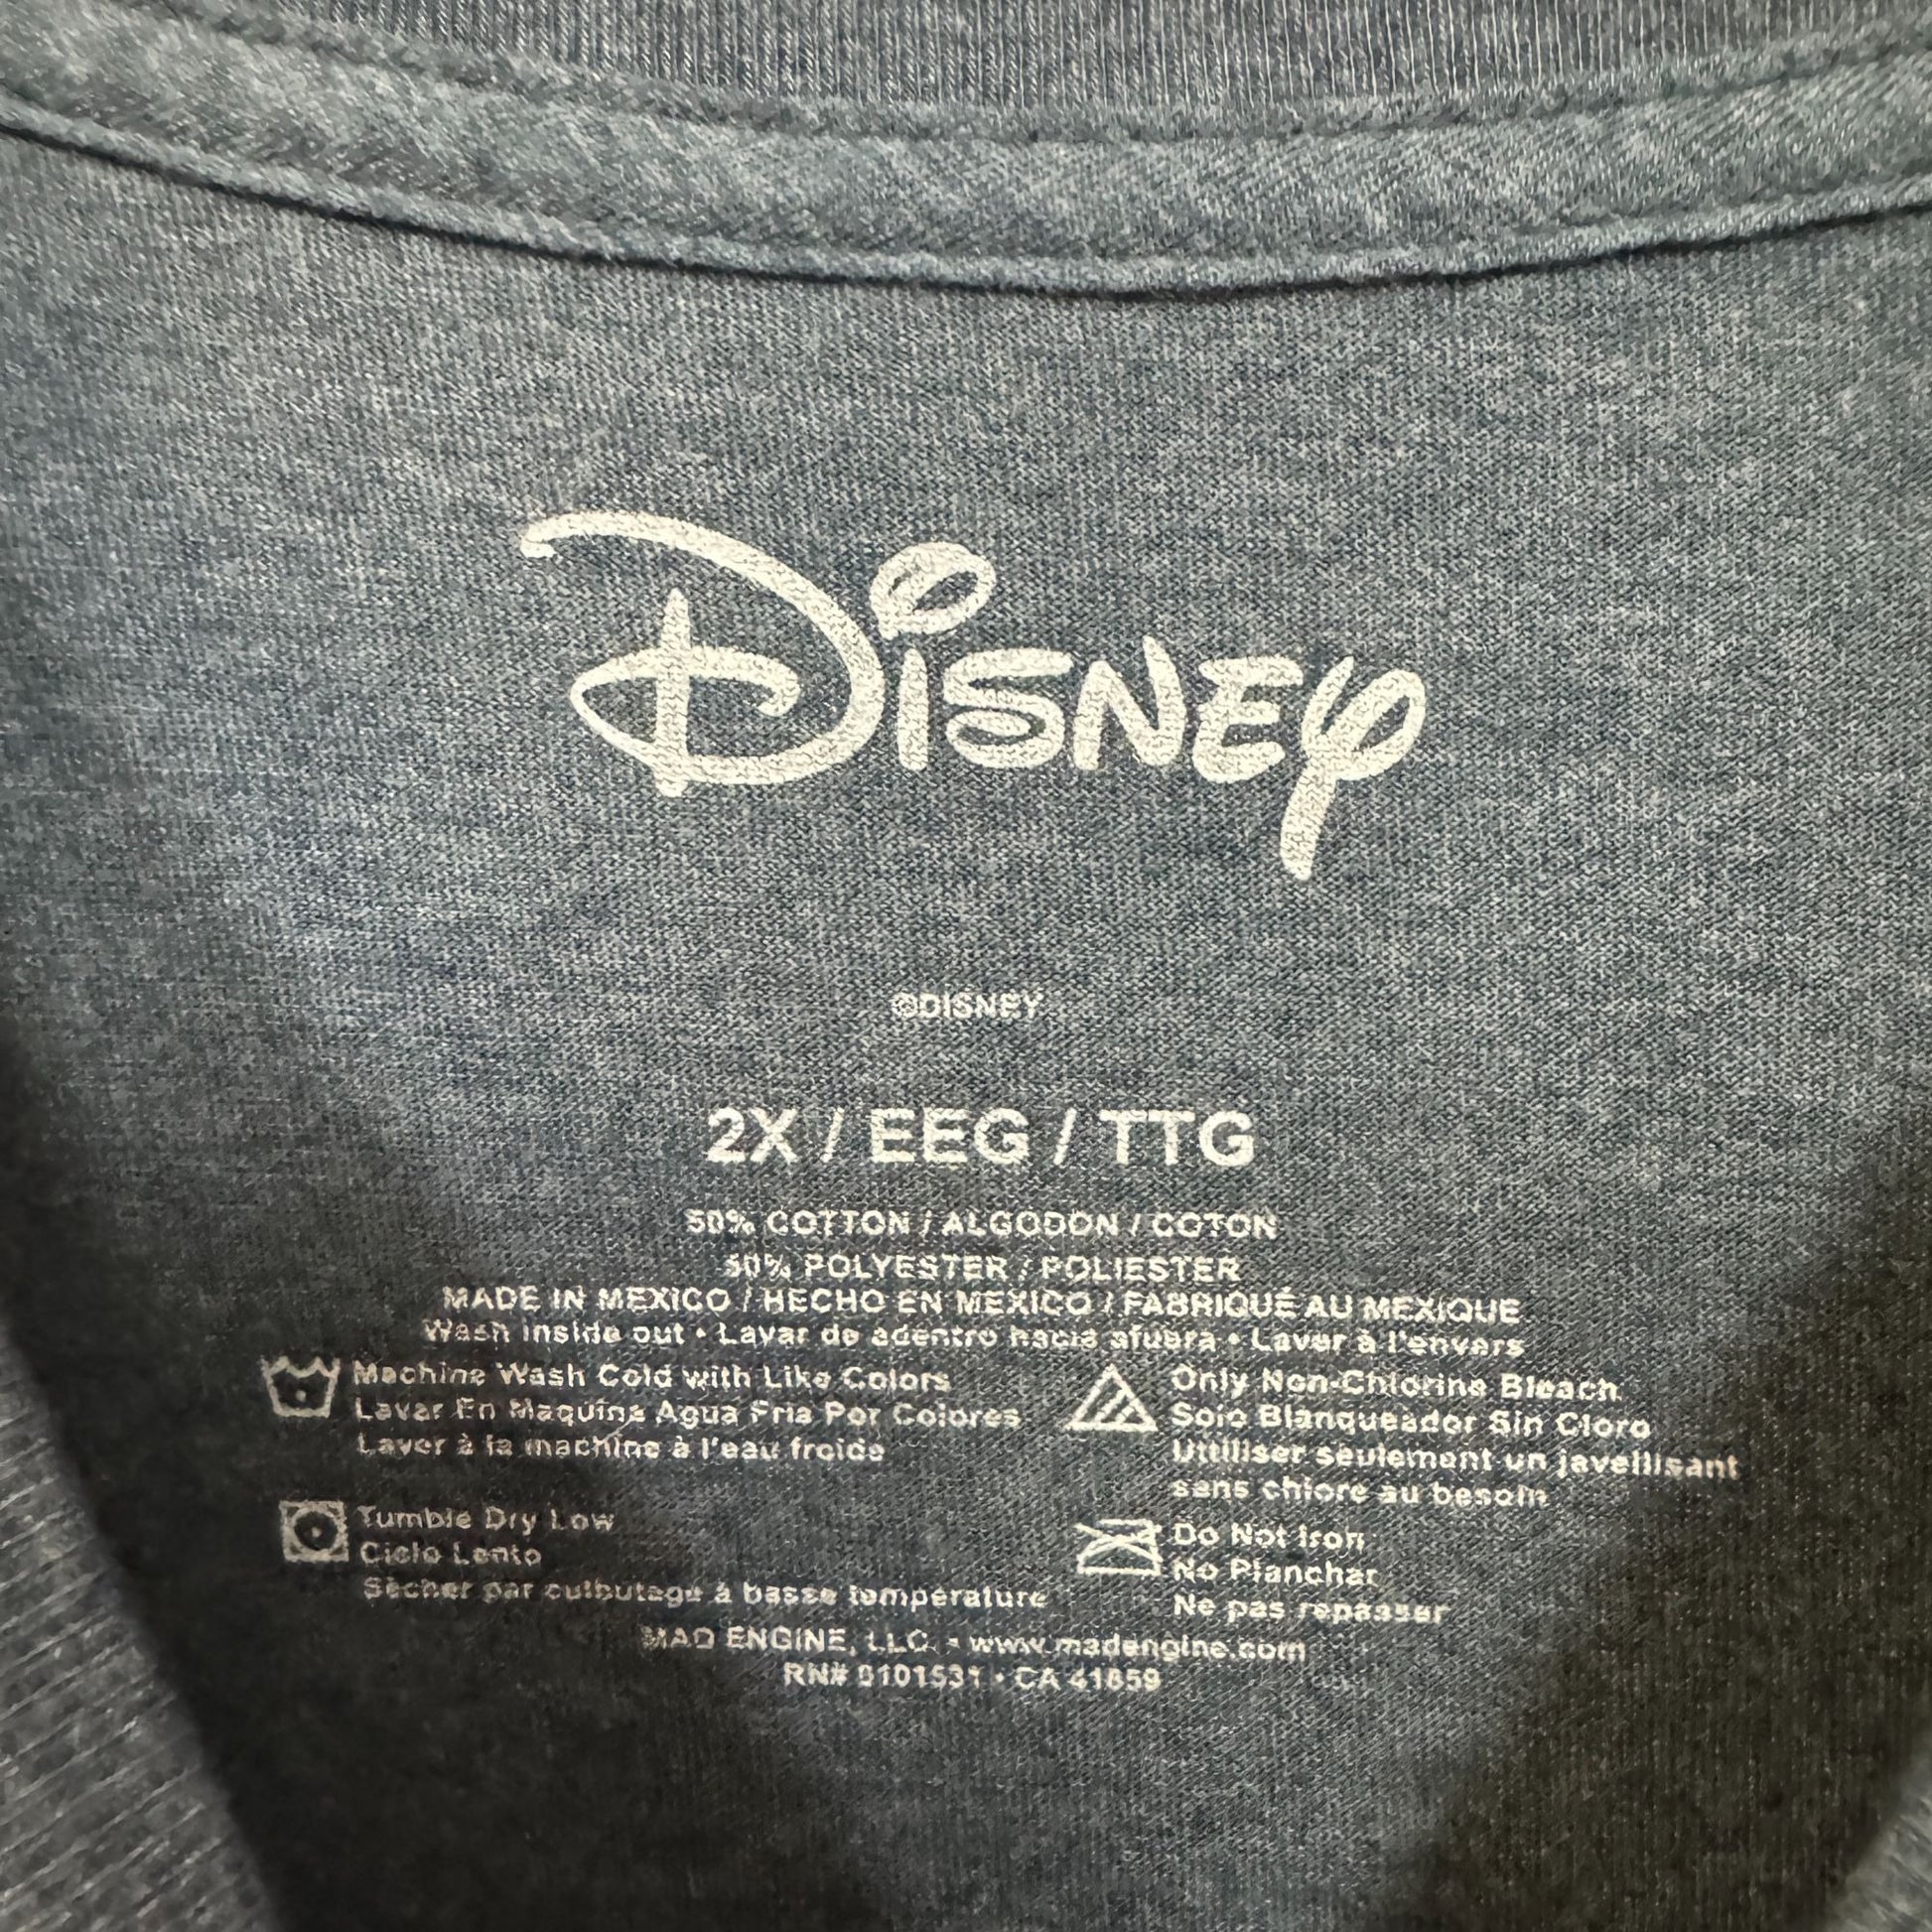 Disney
©DISNEY
2X / EEG / TTG
50% COTTON / ALGODON / COTON
50% POLYESTER / POLIESTER
MADE IN MEXICO / HECHO EN MEXICO / FABRIQUÉ AU MEXIQUE
Wash inside out • Lavar de adentro hacia afuera • Laver à l'envers
Machine Wash Cold with Like Colors
Lavar En Maquina Agua Fria Por Colores
Laver à la machine à l'eau froide
Only Non-Chlorine Bleach
Solo Blanqueador Sin Cloro
Utiliser seulement un javellisant
sans chlore au besoin
Tumble Dry Low
Ciclo Lento
Sècher par culbutage à basse température
Do Not Iron
No Planchar
Ne pas repasser
MAD ENGINE, LLC. • www.madengine.com
RN# 0101531 • CA 41859